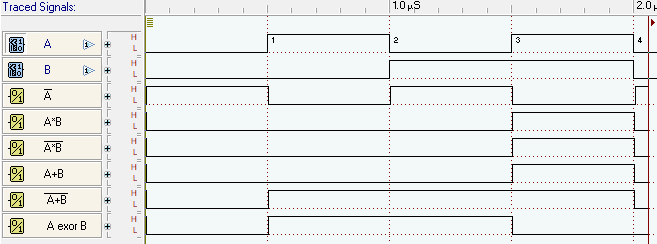 Traced Signals:
1.0 µS
2.0 µ
A
H
L
1
2
3
4
B
H
L
A̅
H
L
A*B
H
L
A̅*̅B̅
H
L
A+B
H
L
A̅+̅B̅
H
L
A exor B
H
L